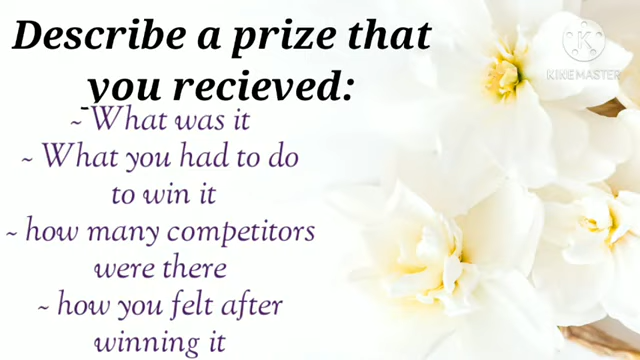 Describe a prize that
you recieved:
~ What was it
~ What you had to do
to win it
~ how many competitors
were there
~ how you felt after
winning it
K
KINEMASTER